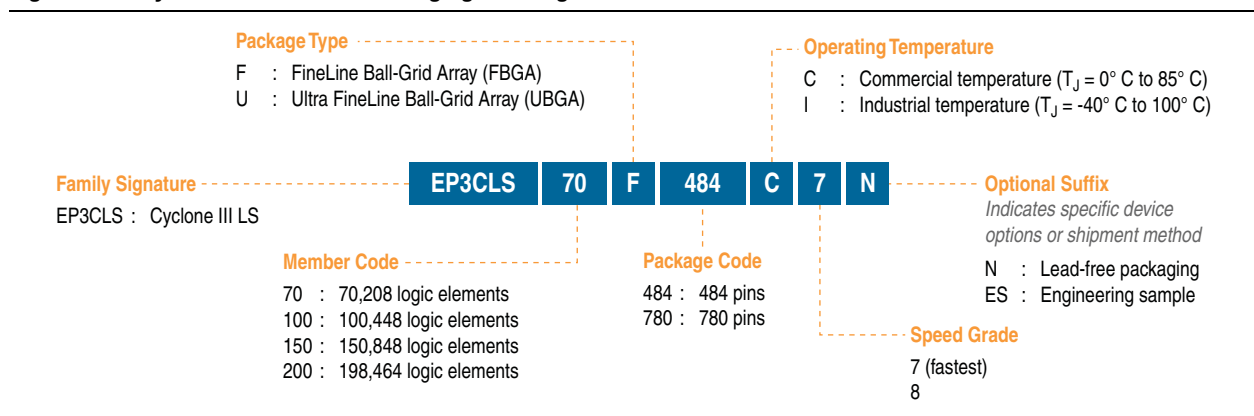 Package Type
F : FineLine Ball-Grid Array (FBGA)
U : Ultra FineLine Ball-Grid Array (UBGA)
Operating Temperature
C : Commercial temperature (TJ = 0° C to 85° C)
I : Industrial temperature (TJ = -40° C to 100° C)
EP3CLS 70 F 484 C 7 N
Family Signature
EP3CLS : Cyclone III LS
Optional Suffix
Indicates specific device
options or shipment method
N : Lead-free packaging
ES : Engineering sample
Member Code
70 : 70,208 logic elements
100 : 100,448 logic elements
150 : 150,848 logic elements
200 : 198,464 logic elements
Package Code
484 : 484 pins
780 : 780 pins
Speed Grade
7 (fastest)
8